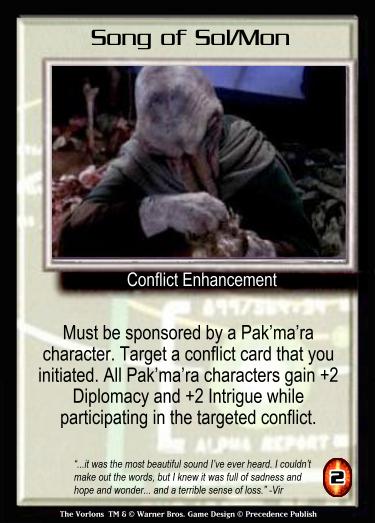 Song of Sol/Mon
Conflict Enhancement
Must be sponsored by a Pak'ma'ra
character. Target a conflict card that you
initiated. All Pak'ma'ra characters gain +2
Diplomacy and +2 Intrigue while
participating in the targeted conflict.
ALPHA REPORT
"...it was the most beautiful sound I've ever heard. I couldn't
make out the words, but I knew it was full of sadness and
hope and wonder... and a terrible sense of loss." -Vir
2
The Vorlons TM & © Warner Bros. Game Design © Precedence Publish